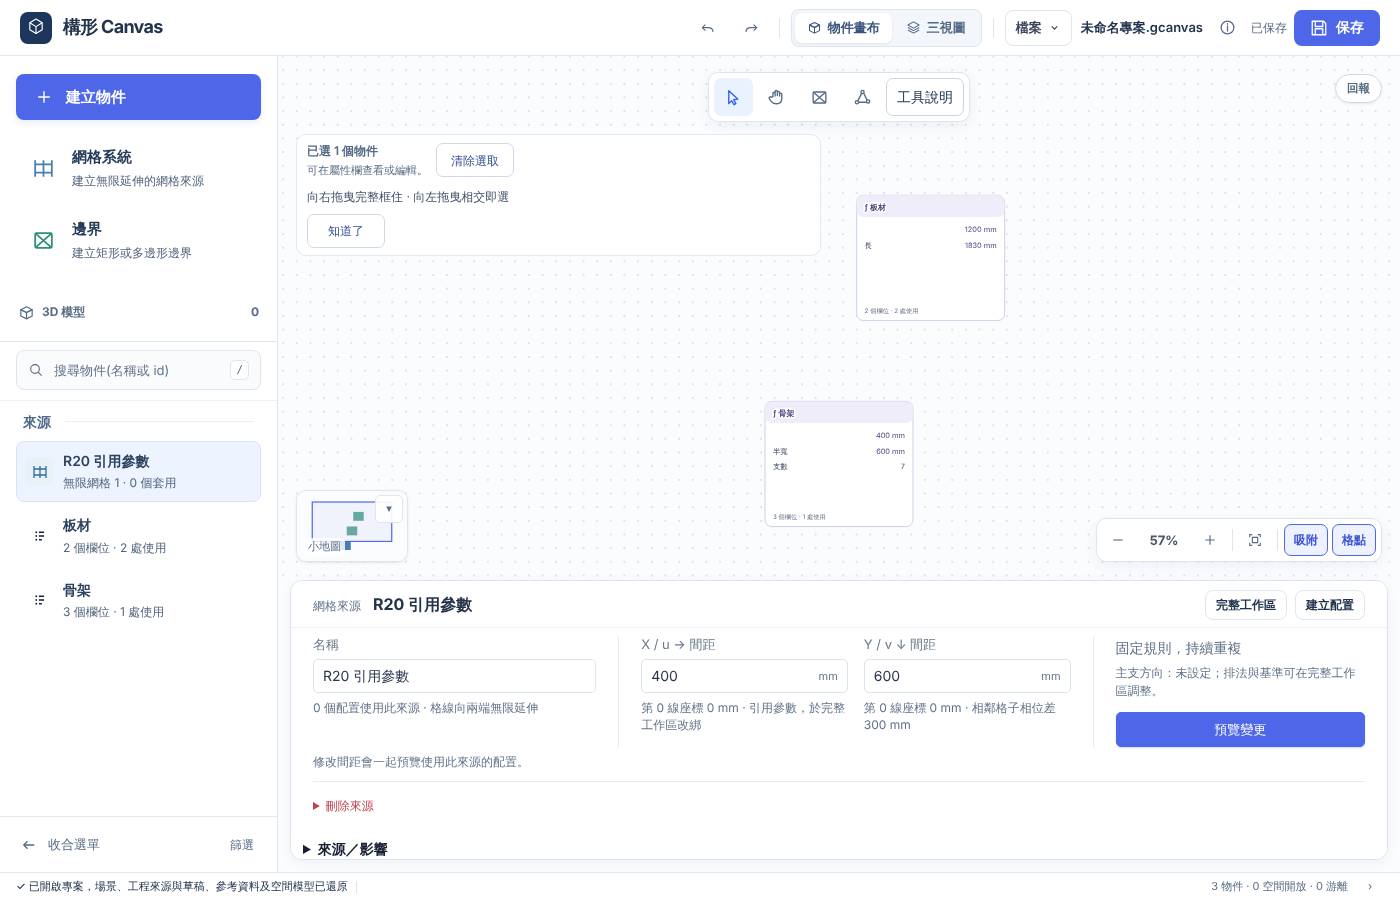 構形 Canvas
物件畫布
三視圖
檔案
未命名專案.gcanvas
已保存
保存
建立物件
網格系統
建立無限延伸的網格來源
邊界
建立矩形或多邊形邊界
3D 模型
0
搜尋物件(名稱或 id)
/
來源
R20 引用參數
無限網格 1 · 0 個套用
板材
2 個欄位 · 2 處使用
骨架
3 個欄位 · 1 處使用
收合選單
篩選
工具說明
回報
已選 1 個物件
可在屬性欄查看或編輯。
清除選取
向右拖曳完整框住 · 向左拖曳相交即選
知道了
ƒ 板材
1200 mm
長
1830 mm
2 個欄位 · 2 處使用
ƒ 骨架
400 mm
半寬
600 mm
支數
7
3 個欄位 · 1 處使用
小地圖
57%
吸附
格點
網格來源
R20 引用參數
完整工作區
建立配置
名稱
R20 引用參數
0 個配置使用此來源 · 格線向兩端無限延伸
X / u → 間距
400
mm
第 0 線座標 0 mm · 引用參數，於完整
工作區改綁
Y / v ↓ 間距
600
mm
第 0 線座標 0 mm · 相鄰格子相位差
300 mm
固定規則，持續重複
主支方向：未設定；排法與基準可在完整工作
區調整。
預覽變更
修改間距會一起預覽使用此來源的配置。
刪除來源
來源／影響
已開啟專案，場景、工程來源與草稿、參考資料及空間模型已還原
3 物件 · 0 空間開放 · 0 游離